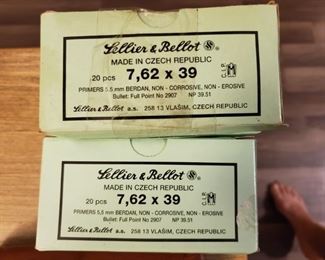 Sellier & Bellot
MADE IN CZECH REPUBLIC
20 pcs 7,62 x 39
PRIMERS 5,5 mm BERDAN, NON - CORROSIVE, NON - EROSIVE
Bullet: Full Point No 2907 NP 39.51
Sellier & Bellot a.s. 258 13 VLAŠIM, CZECH REPUBLIC
Sellier & Bellot
MADE IN CZECH REPUBLIC
20 pcs 7,62 x 39
PRIMERS 5,5 mm BERDAN, NON - CORROSIVE, NON - EROSIVE
Bullet: Full Point No 2907 NP 39.51
Sellier & Bellot a.s. 258 13 VLAŠIM, CZECH REPUBLIC